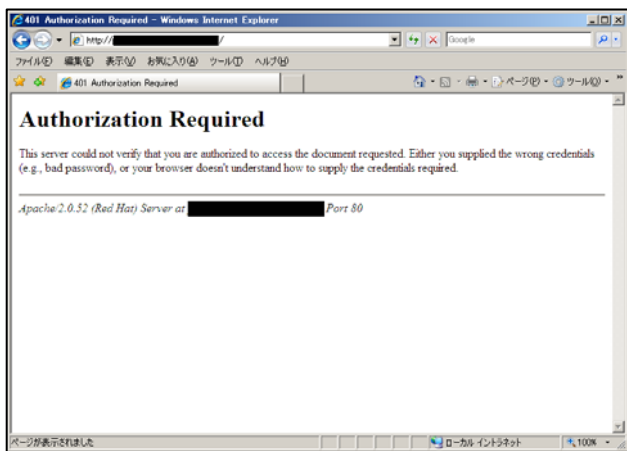 401 Authorization Required - Windows Internet Explorer
http:// /
Google
ファイル(F) 編集(E) 表示(V) お気に入り(A) ツール(T) ヘルプ(H)
401 Authorization Required
ページ(P) ツール(O)
Authorization Required
This server could not verify that you are authorized to access the document requested. Either you supplied the wrong credentials
(e.g., bad password), or your browser doesn't understand how to supply the credentials required.
Apache/2.0.52 (Red Hat) Server at Port 80
ページが表示されました ローカル イントラネット 100%